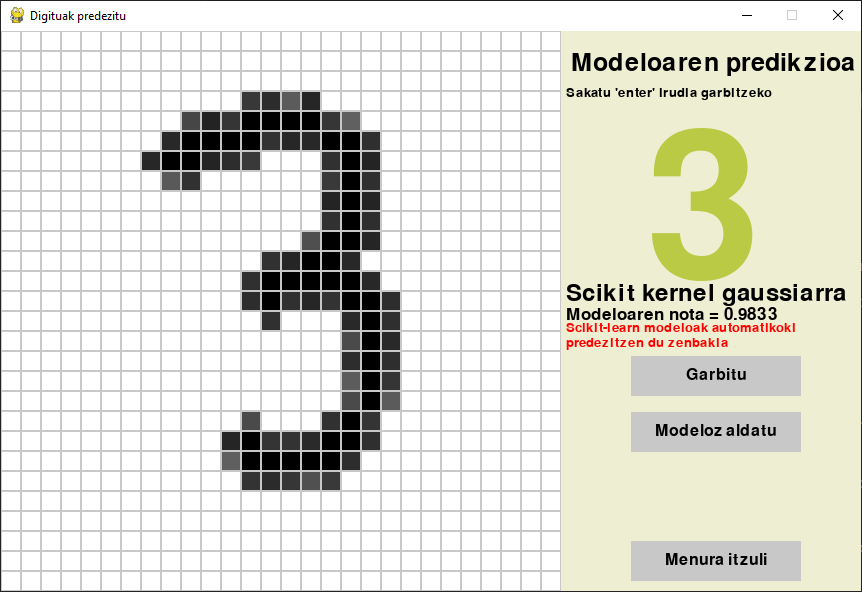 Digituak predezitu
Modeloaren predikzioa
Sakatu 'enter' irudia garbitzeko
3
Scikit kernel gaussiarra
Modeloaren nota = 0.9833
Scikit-learn modeloak automatikoki
predezitzen du zenbakia
Garbitu
Modeloz aldatu
Menura itzuli
3